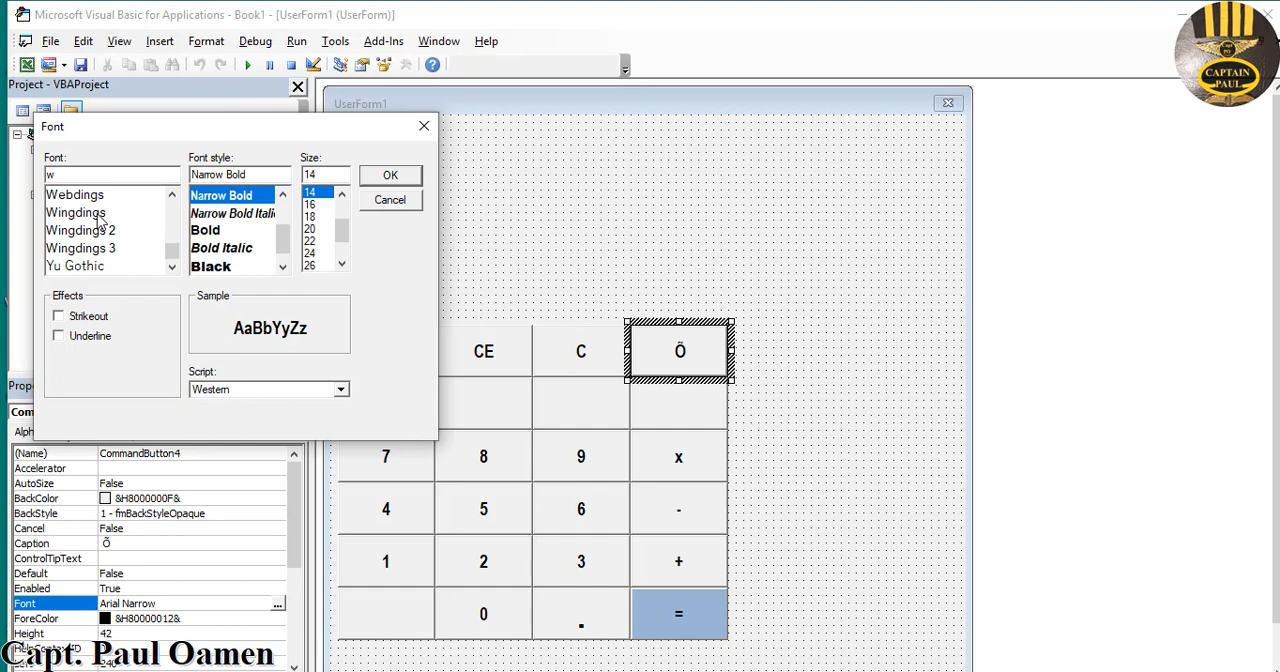 Microsoft Visual Basic for Applications - Book1 - [UserForm1 (UserForm)]
File Edit View Insert Format Debug Run Tools Add-Ins Window Help
Capt PO
CAPTAIN PAUL
Project - VBAProject
UserForm1
Font
Font: Font style: Size:
w Narrow Bold 14 OK
Webdings Narrow Bold 14
Cancel
Wingdings Narrow Bold Itali 16
18
Wingdings 2 Bold 20
Wingdings 3 Bold Italic 22
24
Yu Gothic Black 26
Effects Sample
Strikeout
Underline
AaBbYyZz
Script:
Western
CE C Õ
7 8 9 x
4 5 6 -
1 2 3 +
0 . =
Prope
Com
Alph
(Name) CommandButton4
Accelerator
AutoSize False
BackColor &H8000000F&
BackStyle 1 - fmBackStyleOpaque
Cancel False
Caption Õ
ControlTipText
Default False
Enabled True
Font Arial Narrow ...
ForeColor &H80000012&
Height 42
Capt. Paul Oamen